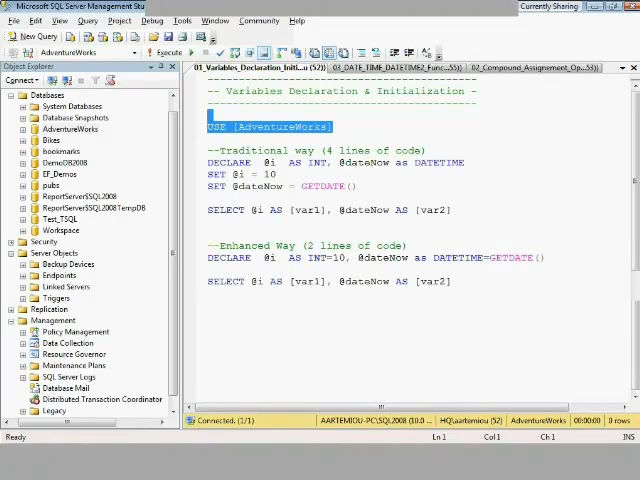 Microsoft SQL Server Management Stu
Currently Sharing
File Edit View Query Project Debug Tools Window Community Help
New Query
AdventureWorks Execute
Object Explorer
01_Variables_Declaration_Initi...u (52)) 03_DATE_TIME_DATETIME2_Func...55)) 02_Compound_Assignement_Op...53))
Connect
Databases
System Databases
Database Snapshots
AdventureWorks
Bikes
bookmarks
DemoDB2008
EF_Demos
pubs
ReportServer$SQL2008
ReportServer$SQL2008TempDB
Test_TSQL
Workspace
Security
Server Objects
Backup Devices
Endpoints
Linked Servers
Triggers
Replication
Management
Policy Management
Data Collection
Resource Governor
Maintenance Plans
SQL Server Logs
Database Mail
Distributed Transaction Coordinator
Legacy
-- Variables Declaration & Initialization -
USE [AdventureWorks]
--Traditional way (4 lines of code)
DECLARE @i AS INT, @dateNow as DATETIME
SET @i = 10
SET @dateNow = GETDATE()
SELECT @i AS [var1], @dateNow AS [var2]
--Enhanced Way (2 lines of code)
DECLARE @i AS INT=10, @dateNow as DATETIME=GETDATE()
SELECT @i AS [var1], @dateNow AS [var2]
Connected. (1/1) AARTEMIOU-PC\SQL2008 (10.0 ... HQ\aartemiou (52) AdventureWorks 00:00:00 0 rows
Ready Ln 1 Col 1 Ch 1 INS